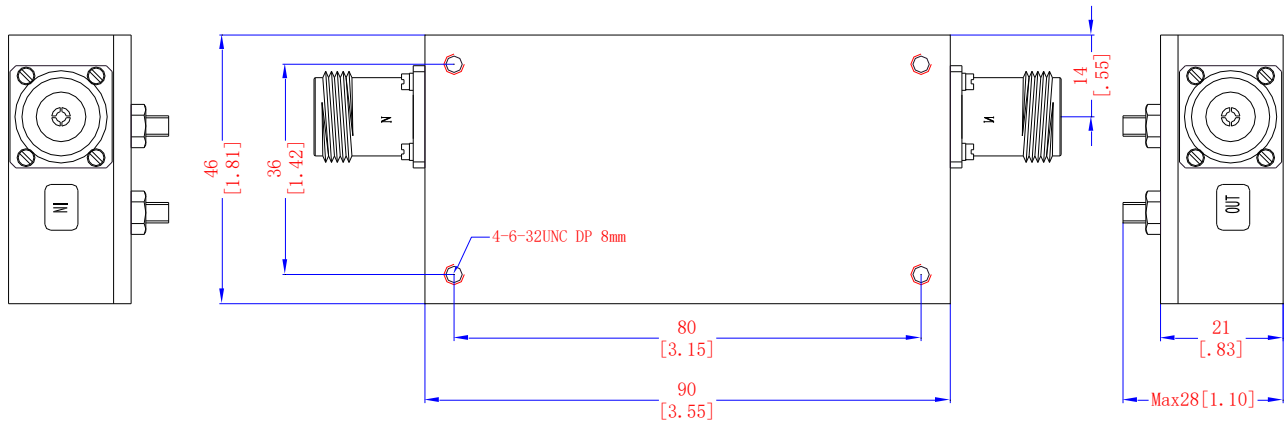 14
[.55]
N
N
46
[1.81]
36
[1.42]
IN
OUT
4-6-32UNC DP 8mm
80
[3.15]
21
[.83]
90
[3.55]
Max28[1.10]